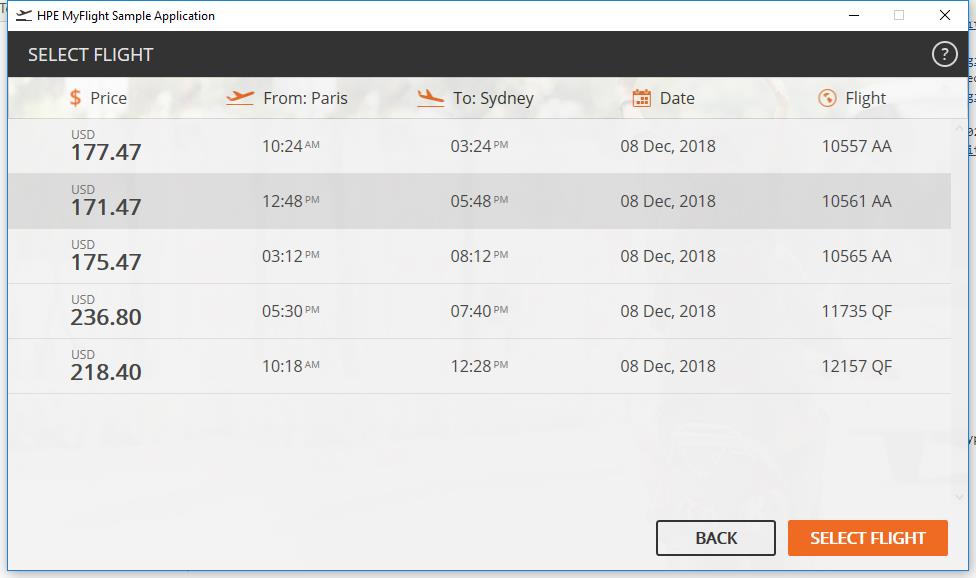 HPE MyFlight Sample Application
SELECT FLIGHT ?
$ Price From: Paris To: Sydney Date Flight
USD
177.47 10:24 AM 03:24 PM 08 Dec, 2018 10557 AA
USD
171.47 12:48 PM 05:48 PM 08 Dec, 2018 10561 AA
USD
175.47 03:12 PM 08:12 PM 08 Dec, 2018 10565 AA
USD
236.80 05:30 PM 07:40 PM 08 Dec, 2018 11735 QF
USD
218.40 10:18 AM 12:28 PM 08 Dec, 2018 12157 QF
BACK SELECT FLIGHT